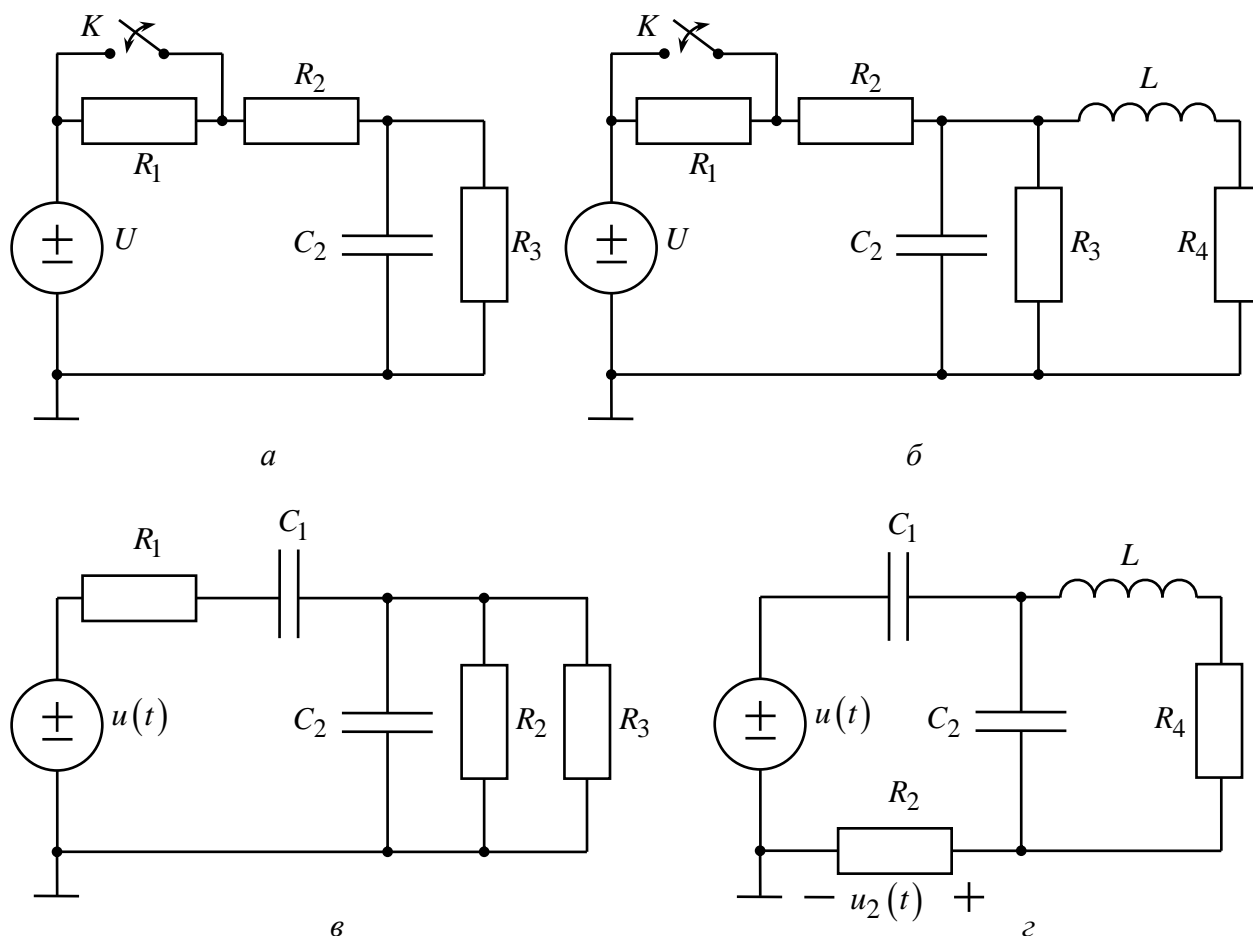 K
R₂
R₁
U
C₂
R₃
а
K
R₂
L
R₁
U
C₂
R₃
R₄
б
R₁
C₁
u(t)
C₂
R₂
R₃
в
C₁
L
u(t)
C₂
R₄
R₂
− u₂(t) +
г